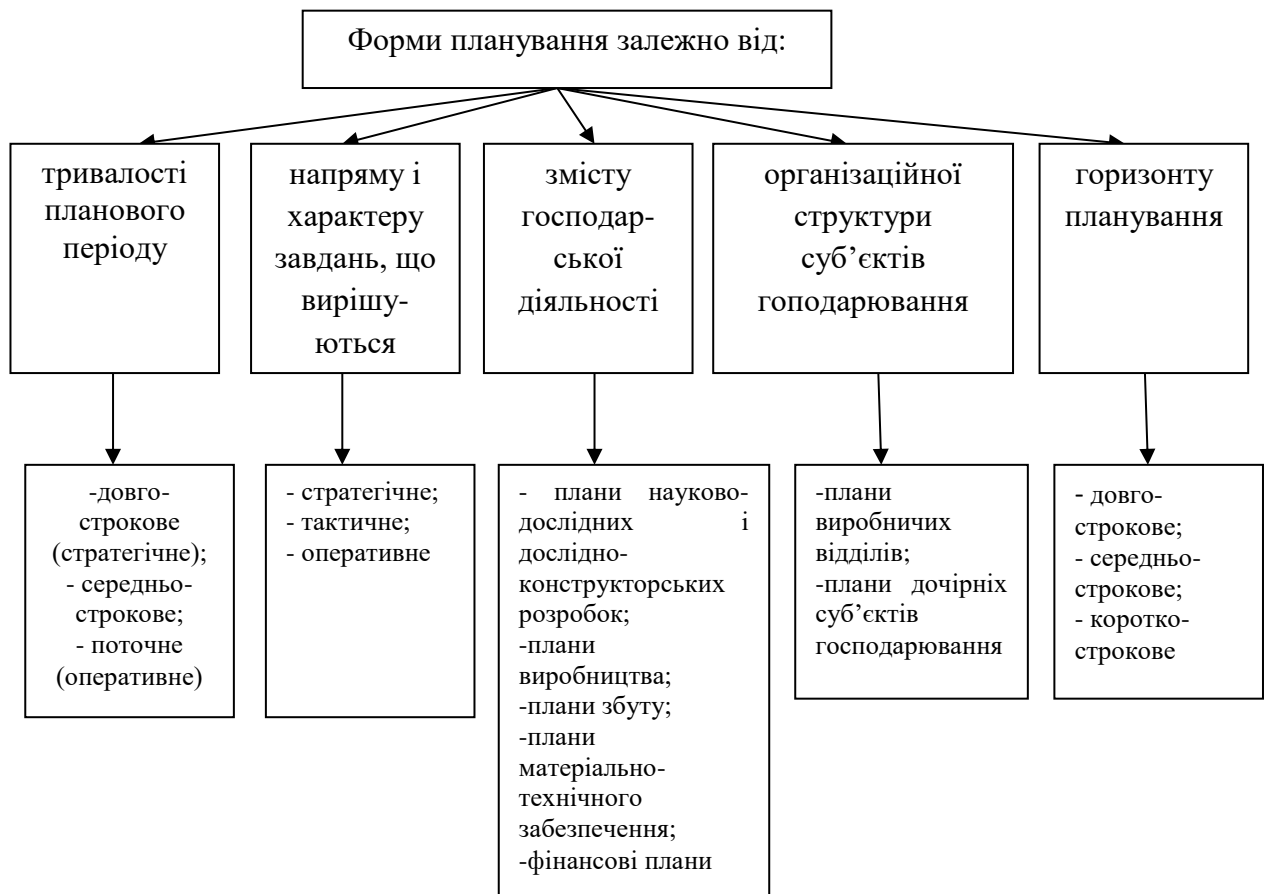 Форми планування залежно від:
тривалості
планового
періоду
напряму і
характеру
завдань, що
вирішу-
ються
змісту
господар-
ської
діяльності
організаційної
структури
суб’єктів
гоподарювання
горизонту
планування
-довго-
строкове
(стратегічне);
- середньо-
строкове;
- поточне
(оперативне)
- стратегічне;
- тактичне;
- оперативне
- плани науково-
дослідних і
дослідно-
конструкторських
розробок;
-плани
виробництва;
-плани збуту;
-плани
матеріально-
технічного
забезпечення;
-фінансові плани
-плани
виробничих
відділів;
-плани дочірніх
суб’єктів
господарювання
- довго-
строкове;
- середньо-
строкове;
- коротко-
строкове